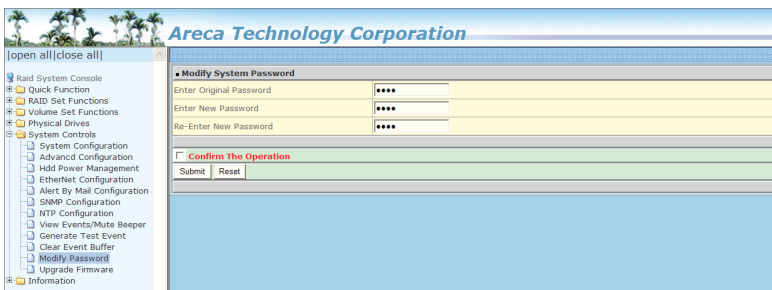 Areca Technology Corporation
|open all|close all|
Raid System Console
Quick Function
RAID Set Functions
Volume Set Functions
Physical Drives
System Controls
System Configuration
Advancd Configuration
Hdd Power Management
EtherNet Configuration
Alert By Mail Configuration
SNMP Configuration
NTP Configuration
View Events/Mute Beeper
Generate Test Event
Clear Event Buffer
Modify Password
Upgrade Firmware
Information
Modify System Password
Enter Original Password ••••
Enter New Password ••••
Re-Enter New Password ••••
Confirm The Operation
Submit Reset